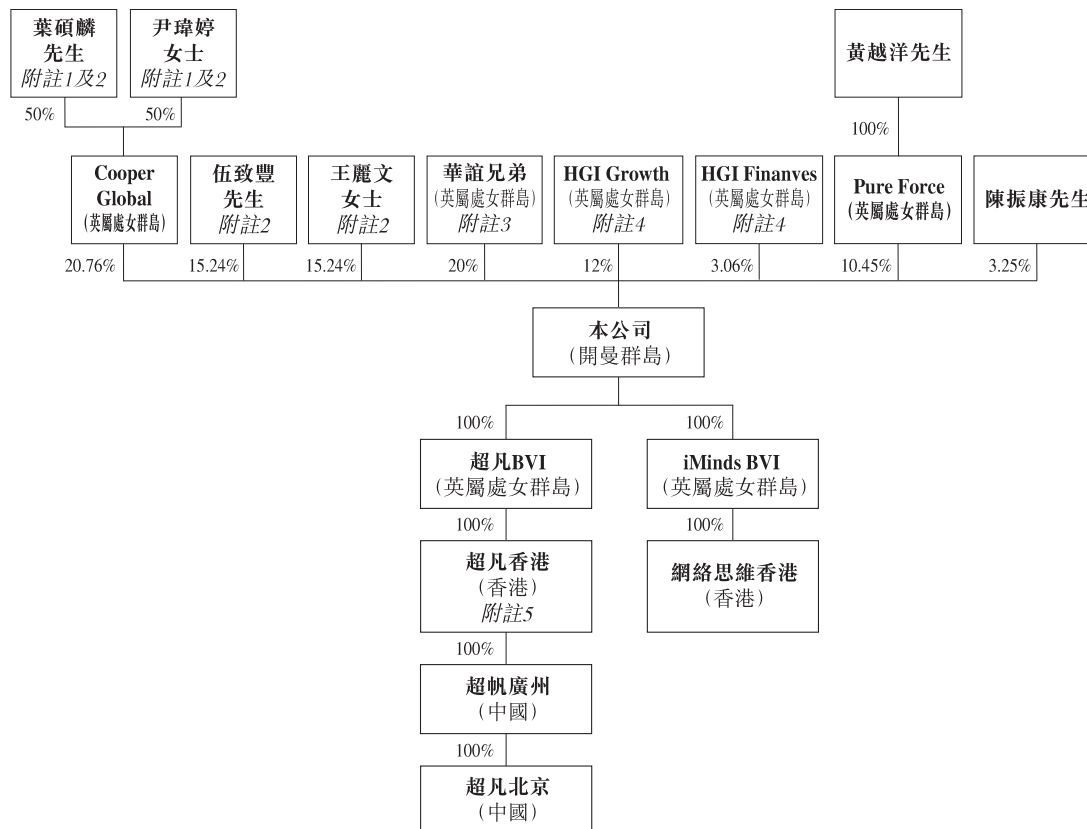 葉碩麟
先生
附註1及2
尹瑋婷
女士
附註1及2
黃越洋先生
50%
50%
100%
Cooper
Global
(英屬處女群島)
伍致豐
先生
附註2
王麗文
女士
附註2
華誼兄弟
(英屬處女群島)
附註3
HGI Growth
(英屬處女群島)
附註4
HGI Finanves
(英屬處女群島)
附註4
Pure Force
(英屬處女群島)
陳振康先生
20.76%
15.24%
15.24%
20%
12%
3.06%
10.45%
3.25%
本公司
(開曼群島)
100%
100%
超凡BVI
(英屬處女群島)
iMinds BVI
(英屬處女群島)
100%
100%
超凡香港
(香港)
附註5
網絡思維香港
(香港)
100%
超帆廣州
(中國)
100%
超凡北京
(中國)